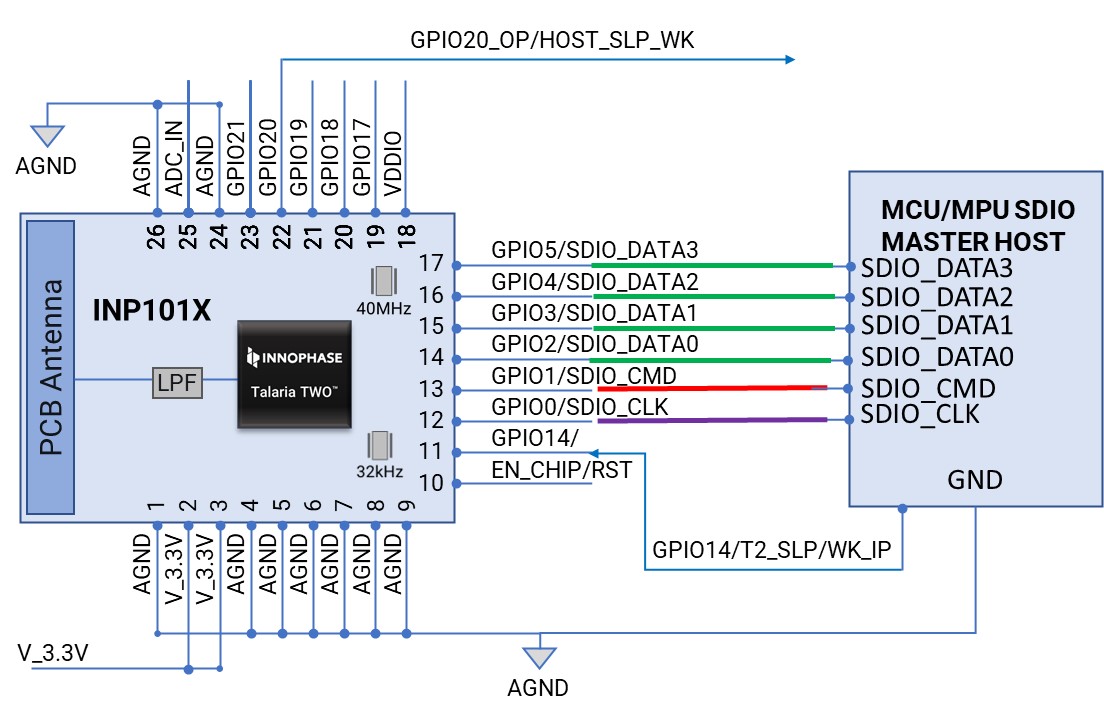 GPIO20_OP/HOST_SLP_WK
AGND
AGND
ADC_IN
AGND
GPIO21
GPIO20
GPIO19
GPIO18
GPIO17
VDDIO
26
25
24
23
22
21
20
19
18
MCU/MPU SDIO
MASTER HOST
PCB Antenna
INP101X
LPF
40MHz
INNOPHASE
Talaria TWO™
32kHz
17
16
15
14
13
12
11
10
GPIO5/SDIO_DATA3
GPIO4/SDIO_DATA2
GPIO3/SDIO_DATA1
GPIO2/SDIO_DATA0
GPIO1/SDIO_CMD
GPIO0/SDIO_CLK
GPIO14/
EN_CHIP/RST
SDIO_DATA3
SDIO_DATA2
SDIO_DATA1
SDIO_DATA0
SDIO_CMD
SDIO_CLK
GND
GPIO14/T2_SLP/WK_IP
1
2
3
4
5
6
7
8
9
AGND
V_3.3V
V_3.3V
AGND
AGND
AGND
AGND
AGND
AGND
V_3.3V
AGND